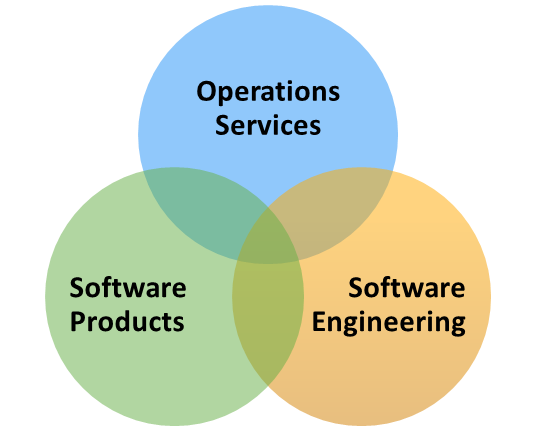 Operations
Services
Software
Products
Software
Engineering